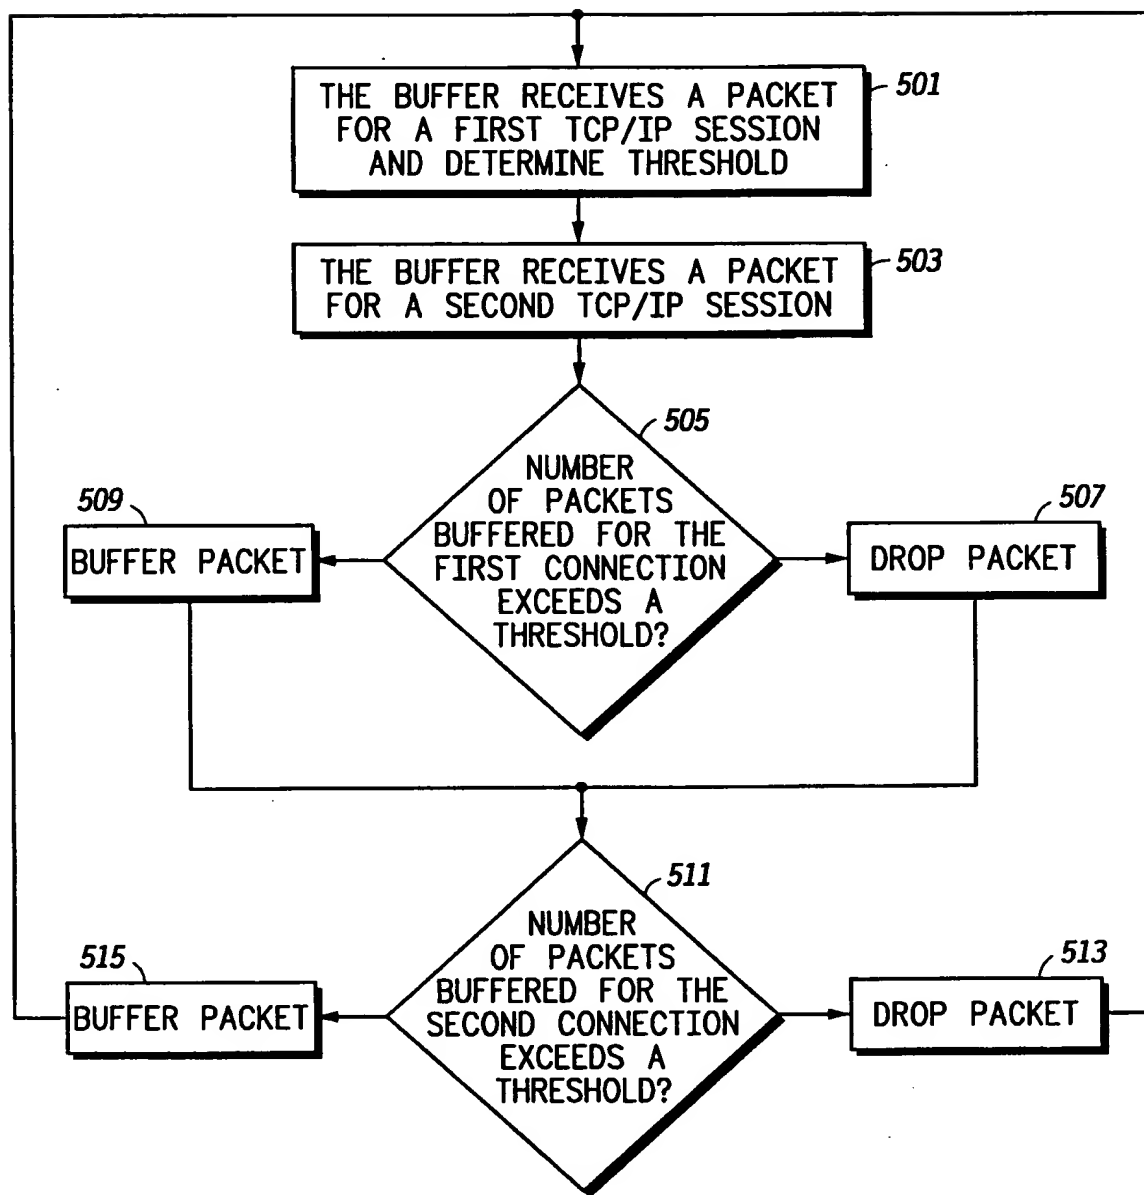 THE BUFFER RECEIVES A PACKET
FOR A FIRST TCP/IP SESSION
AND DETERMINE THRESHOLD
501
THE BUFFER RECEIVES A PACKET
FOR A SECOND TCP/IP SESSION
503
505
NUMBER
OF PACKETS
BUFFERED FOR THE
FIRST CONNECTION
EXCEEDS A
THRESHOLD?
509
BUFFER PACKET
507
DROP PACKET
511
NUMBER
OF PACKETS
BUFFERED FOR THE
SECOND CONNECTION
EXCEEDS A
THRESHOLD?
515
BUFFER PACKET
513
DROP PACKET